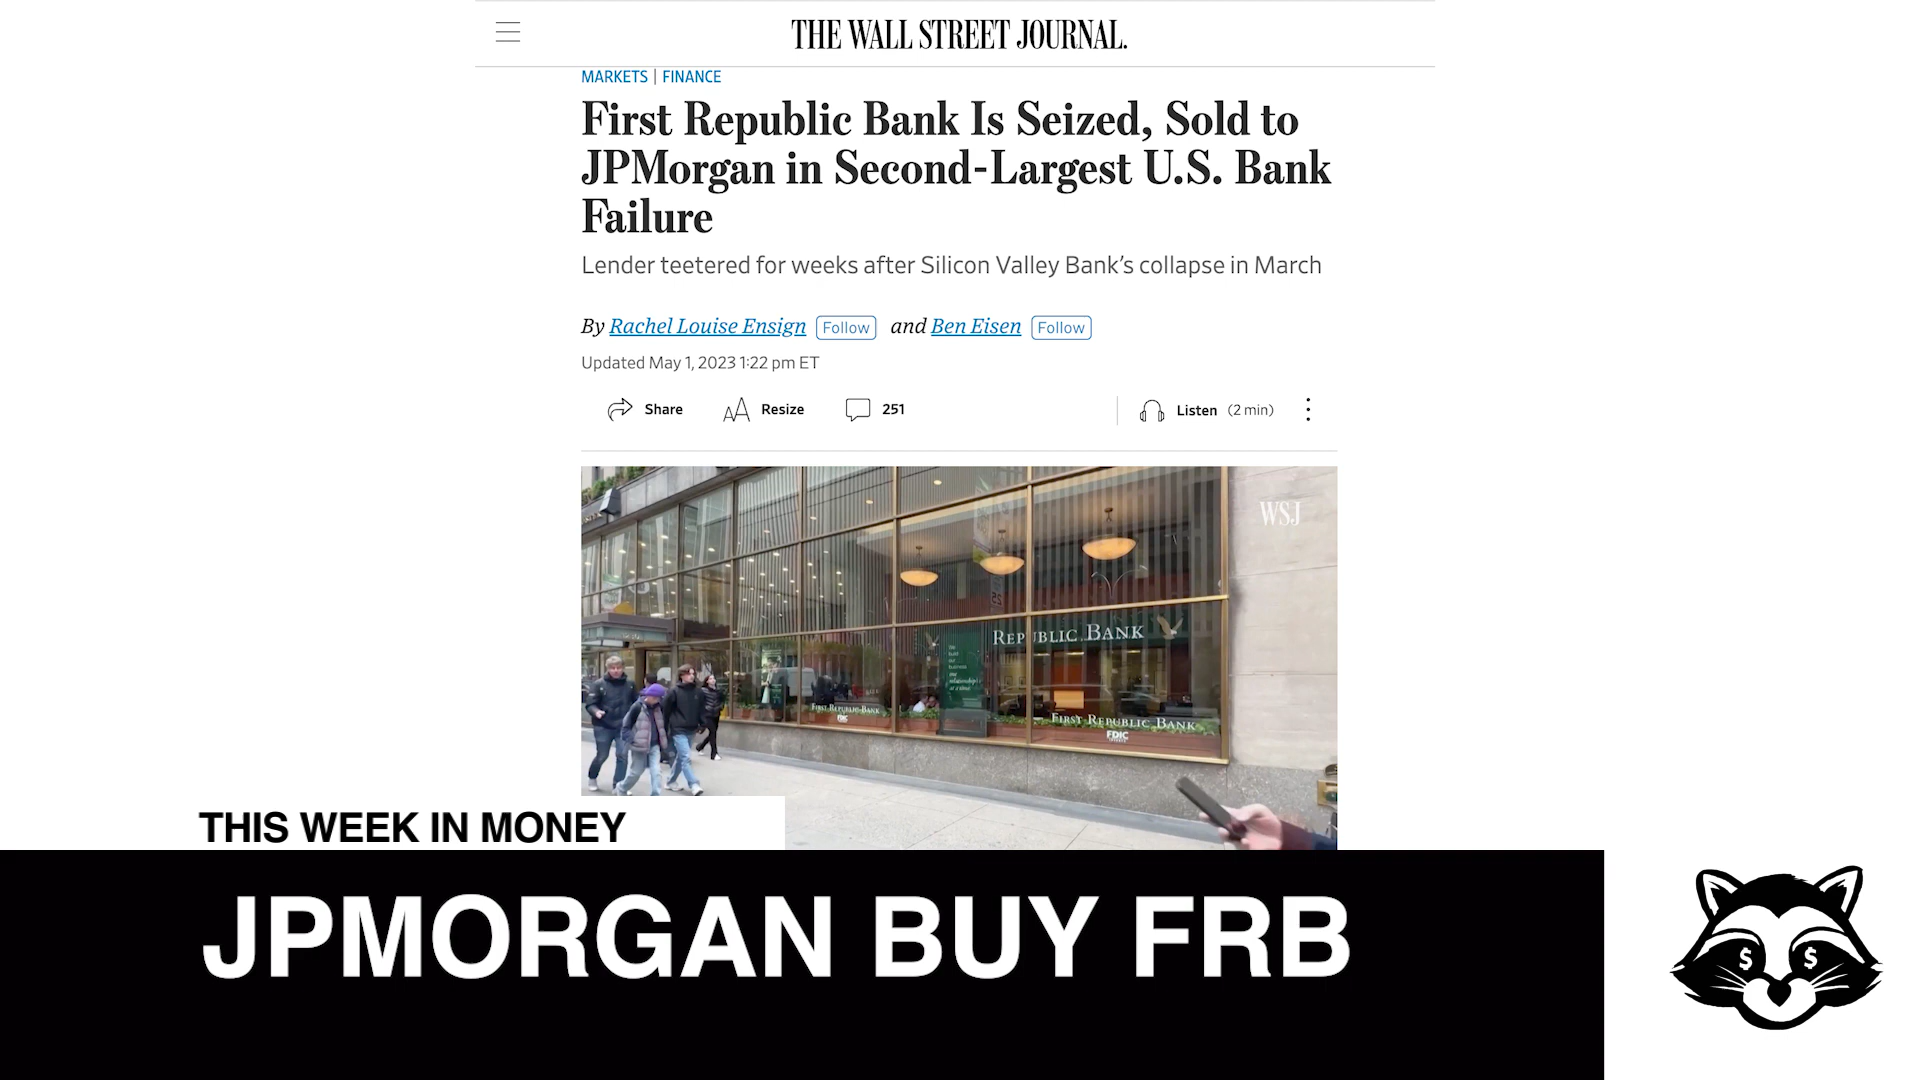 THE WALL STREET JOURNAL.
MARKETS | FINANCE
First Republic Bank Is Seized, Sold to
JPMorgan in Second-Largest U.S. Bank
Failure
Lender teetered for weeks after Silicon Valley Bank’s collapse in March
By Rachel Louise Ensign Follow and Ben Eisen Follow
Updated May 1, 2023 1:22 pm ET
Share Resize 251 Listen (2 min)
WSJ
REPUBLIC BANK
FIRST REPUBLIC BANK
FDIC
FIRST REPUBLIC BANK
FDIC
THIS WEEK IN MONEY
JPMORGAN BUY FRB
$ $